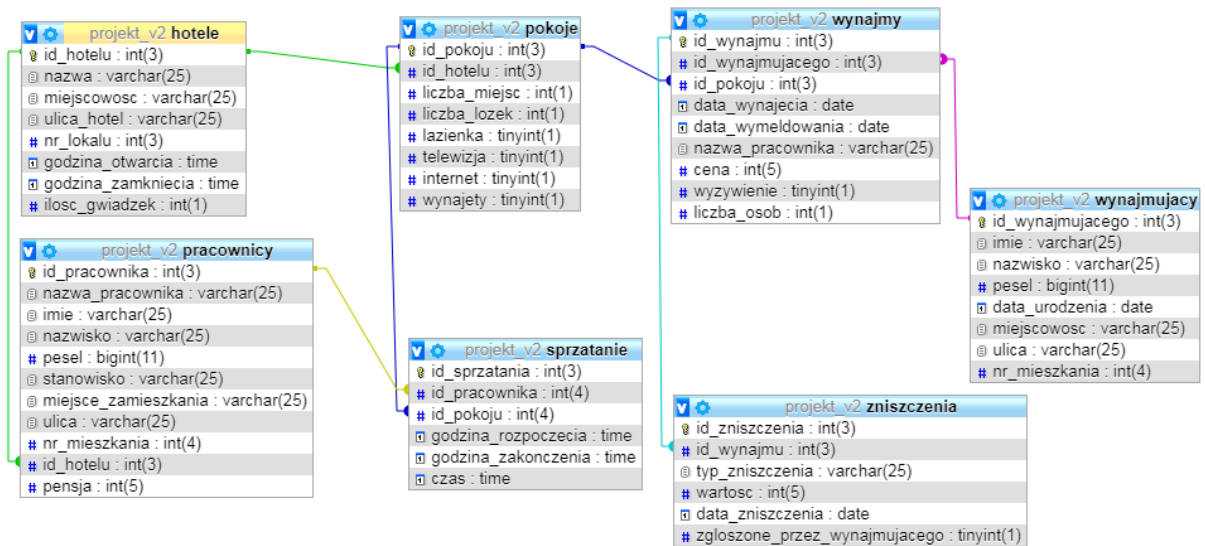 projekt_v2 hotele
id_hotelu : int(3)
nazwa : varchar(25)
miejscowosc : varchar(25)
ulica_hotel : varchar(25)
nr_lokalu : int(3)
godzina_otwarcia : time
godzina_zamkniecia : time
ilosc_gwiadzek : int(1)
projekt_v2 pokoje
id_pokoju : int(3)
id_hotelu : int(3)
liczba_miejsc : int(1)
liczba_lozek : int(1)
lazienka : tinyint(1)
telewizja : tinyint(1)
internet : tinyint(1)
wynajety : tinyint(1)
projekt_v2 wynajmy
id_wynajmu : int(3)
id_wynajmujacego : int(3)
id_pokoju : int(3)
data_wynajecia : date
data_wymeldowania : date
nazwa_pracownika : varchar(25)
cena : int(5)
wyzywienie : tinyint(1)
liczba_osob : int(1)
projekt_v2 wynajmujacy
id_wynajmujacego : int(3)
imie : varchar(25)
nazwisko : varchar(25)
pesel : bigint(11)
data_urodzenia : date
miejscowosc : varchar(25)
ulica : varchar(25)
nr_mieszkania : int(4)
projekt_v2 pracownicy
id_pracownika : int(3)
nazwa_pracownika : varchar(25)
imie : varchar(25)
nazwisko : varchar(25)
pesel : bigint(11)
stanowisko : varchar(25)
miejsce_zamieszkania : varchar(25)
ulica : varchar(25)
nr_mieszkania : int(4)
id_hotelu : int(3)
pensja : int(5)
projekt_v2 sprzatanie
id_sprzatania : int(3)
id_pracownika : int(4)
id_pokoju : int(4)
godzina_rozpoczecia : time
godzina_zakonczenia : time
czas : time
projekt_v2 zniszczenia
id_zniszczenia : int(3)
id_wynajmu : int(3)
typ_zniszczenia : varchar(25)
wartosc : int(5)
data_zniszczenia : date
zgloszone_przez_wynajmujacego : tinyint(1)